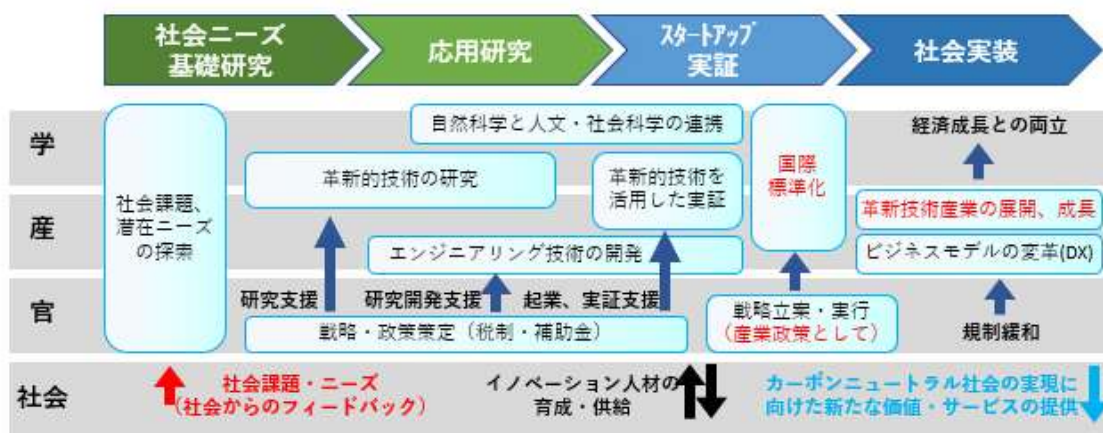 社会ニーズ
基礎研究
応用研究
ｽﾀｰﾄｱｯﾌﾟ
実証
社会実装
学
産
官
社会
社会課題、
潜在ニーズ
の探索
自然科学と人文・社会科学の連携
革新的技術の研究
革新的技術を
活用した実証
国際
標準化
経済成長との両立
革新技術産業の展開、成長
エンジニアリング技術の開発
ビジネスモデルの変革(DX)
研究支援
研究開発支援
起業、実証支援
戦略・政策策定（税制・補助金）
戦略立案・実行
（産業政策として）
規制緩和
社会課題・ニーズ
（社会からのフィードバック）
イノベーション人材の
育成・供給
カーボンニュートラル社会の実現に
向けた新たな価値・サービスの提供